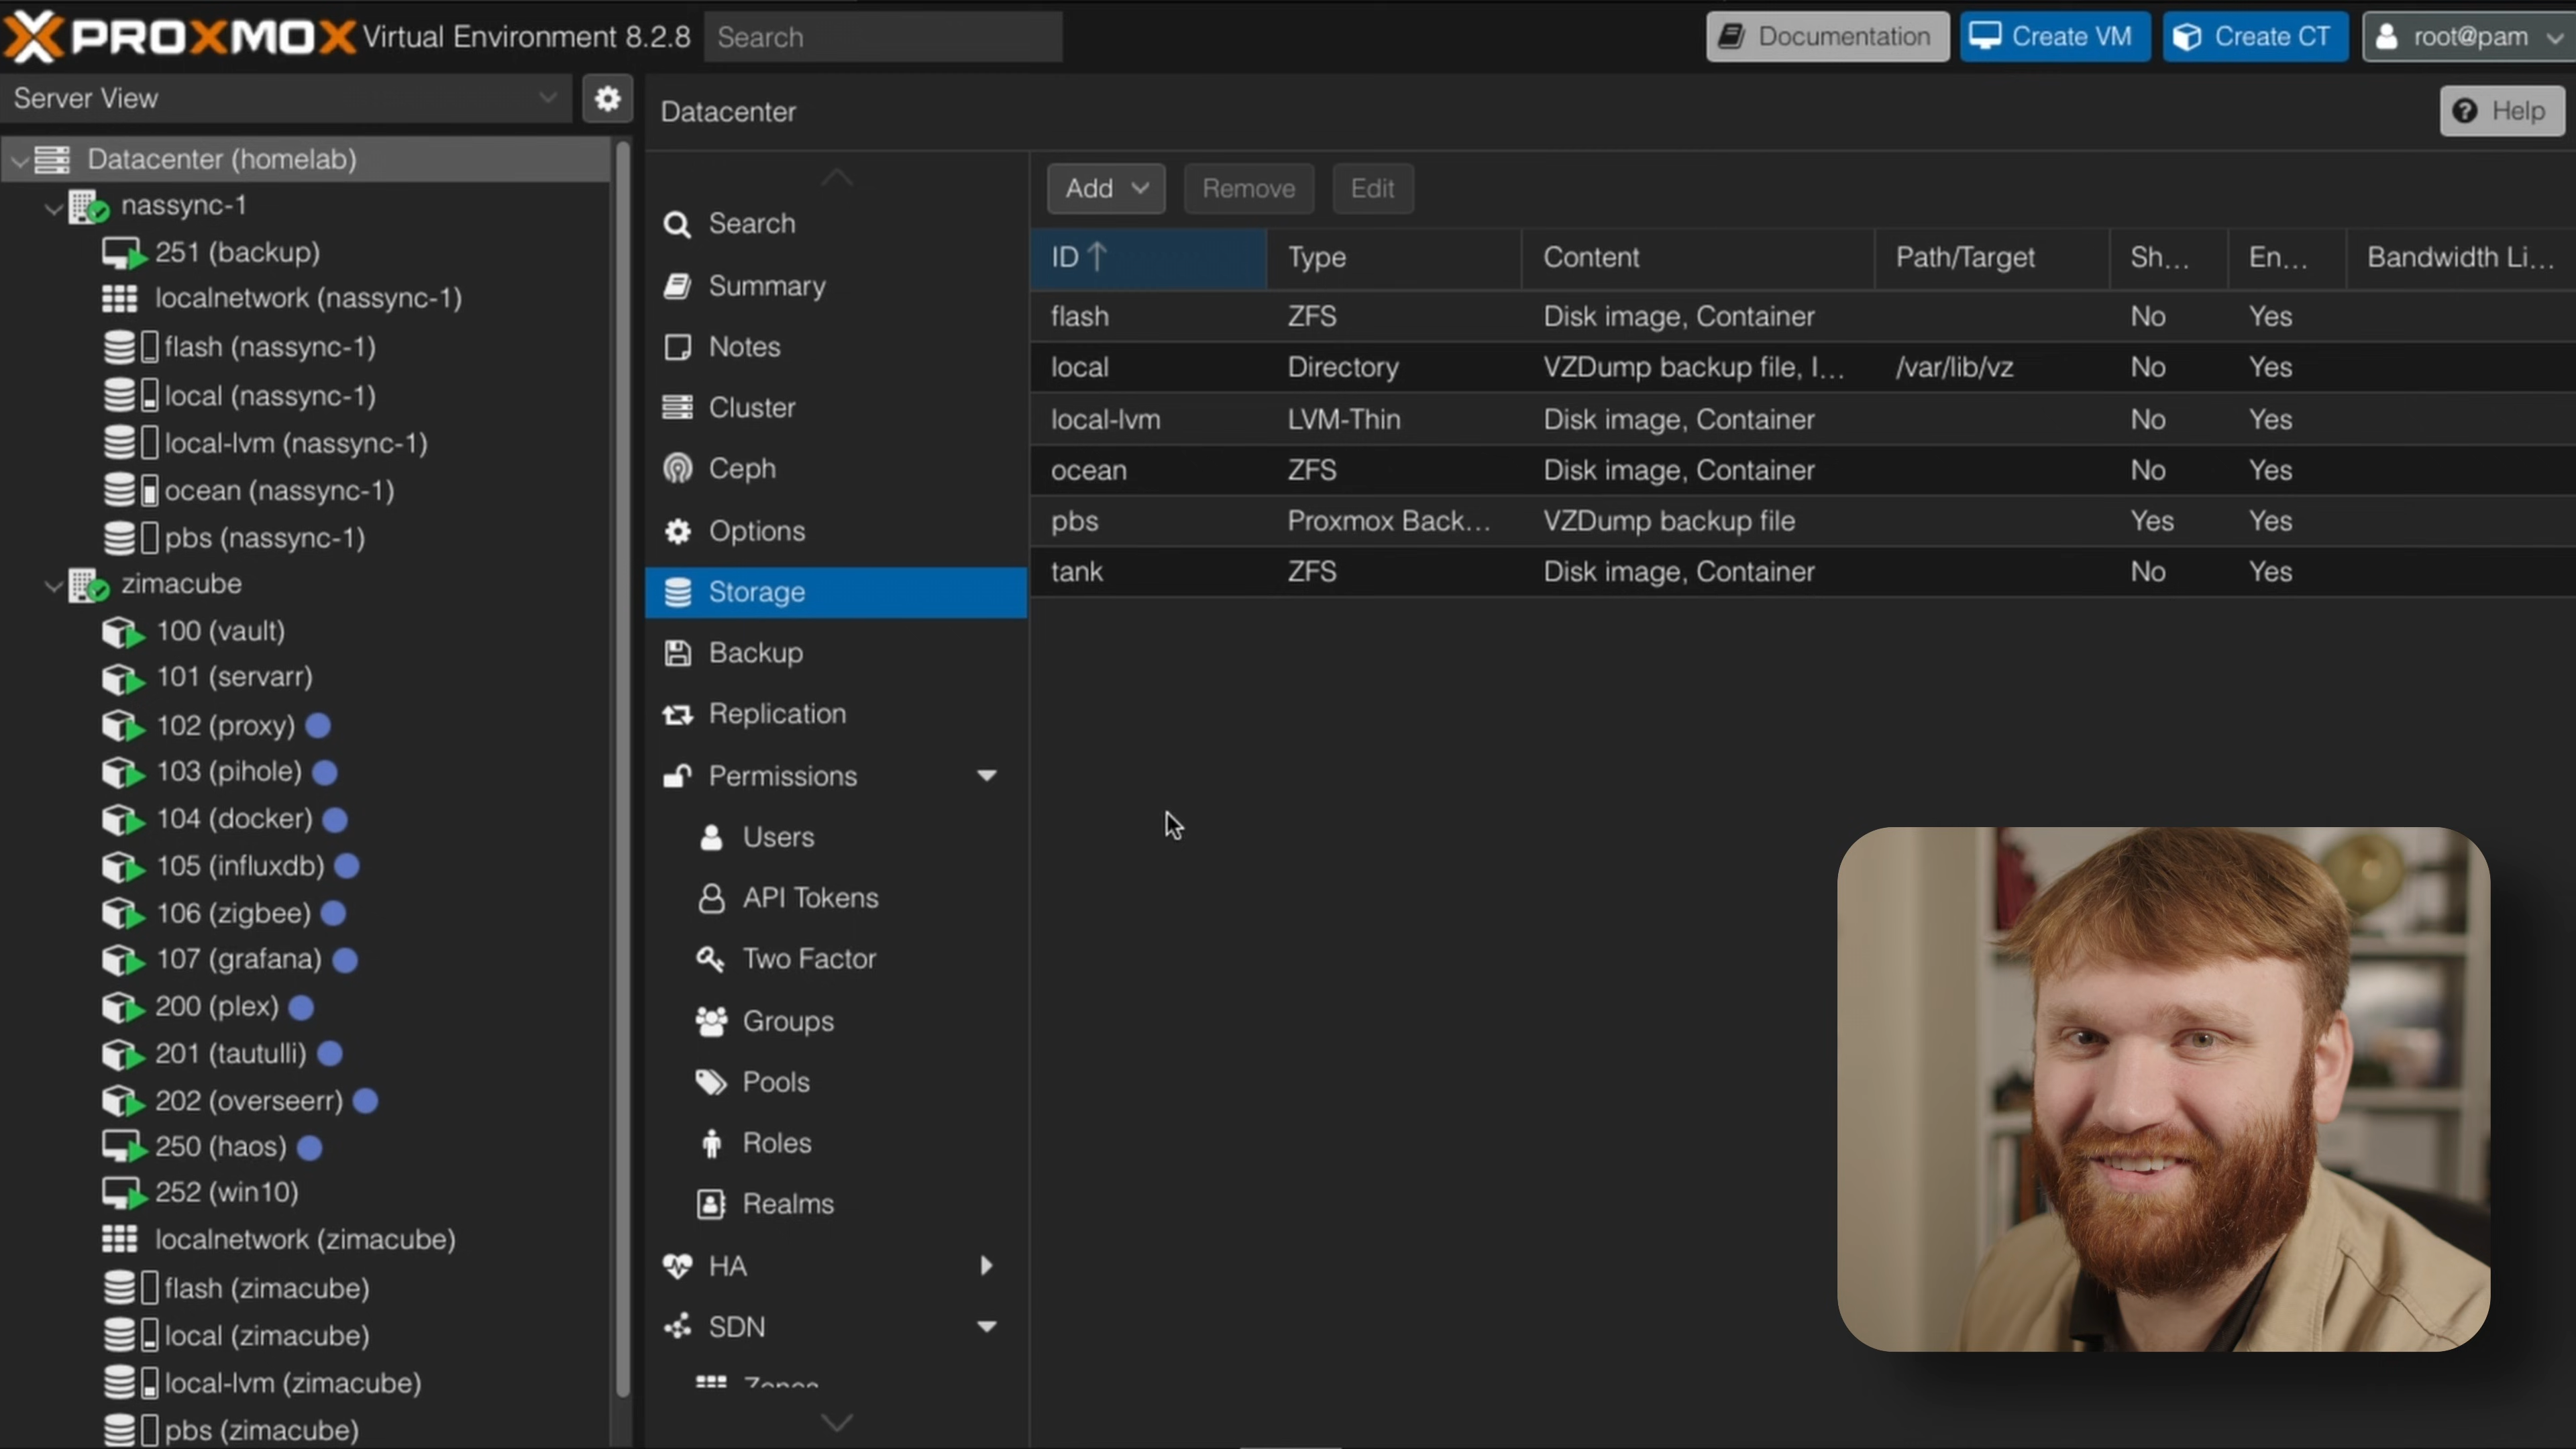 PROXMOX Virtual Environment 8.2.8 Search Documentation Create VM Create CT root@pam
Server View
Datacenter (homelab)
nassync-1
251 (backup)
localnetwork (nassync-1)
flash (nassync-1)
local (nassync-1)
local-lvm (nassync-1)
ocean (nassync-1)
pbs (nassync-1)
zimacube
100 (vault)
101 (servarr)
102 (proxy)
103 (pihole)
104 (docker)
105 (influxdb)
106 (zigbee)
107 (grafana)
200 (plex)
201 (tautulli)
202 (overseerr)
250 (haos)
252 (win10)
localnetwork (zimacube)
flash (zimacube)
local (zimacube)
local-lvm (zimacube)
pbs (zimacube)
Datacenter Help
Search
Summary
Notes
Cluster
Ceph
Options
Storage
Backup
Replication
Permissions
Users
API Tokens
Two Factor
Groups
Pools
Roles
Realms
HA
SDN
Zones
Add Remove Edit
ID Type Content Path/Target Sh... En... Bandwidth Li...
flash ZFS Disk image, Container No Yes
local Directory VZDump backup file, I... /var/lib/vz No Yes
local-lvm LVM-Thin Disk image, Container No Yes
ocean ZFS Disk image, Container No Yes
pbs Proxmox Back... VZDump backup file Yes Yes
tank ZFS Disk image, Container No Yes